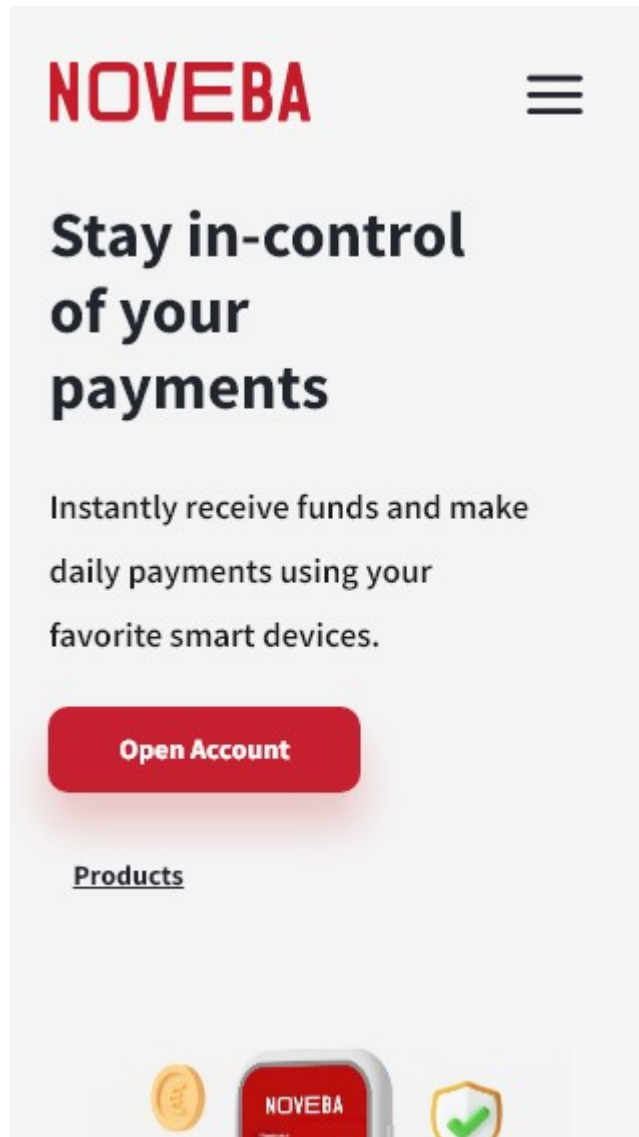 NOVEBA
Stay in-control
of your
payments
Instantly receive funds and make
daily payments using your
favorite smart devices.
Open Account
Products
NOVEBA